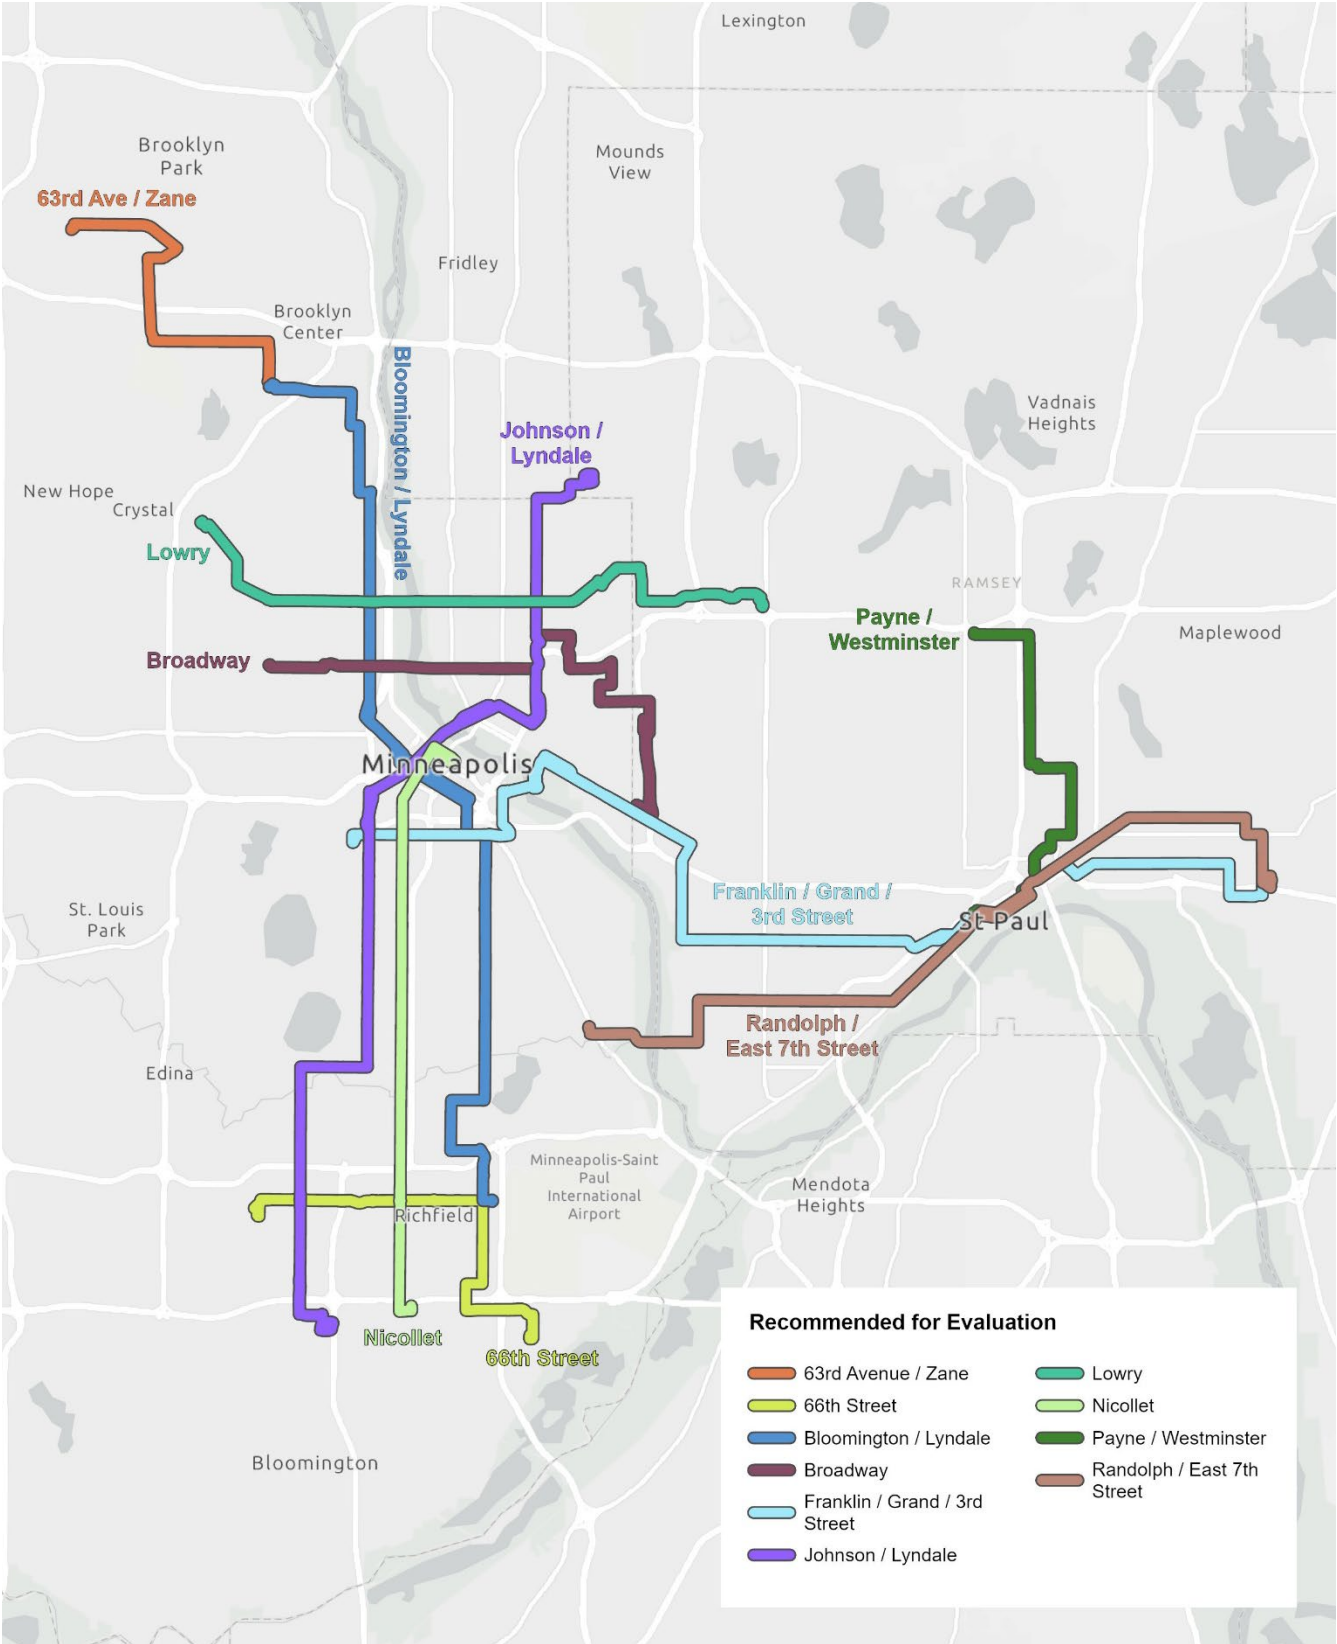 Lexington
Brooklyn
Park
Mounds
View
63rd Ave / Zane
Fridley
Brooklyn
Center
Bloomington / Lyndale
Vadnais
Heights
Johnson /
Lyndale
New Hope
Crystal
Lowry
RAMSEY
Payne /
Westminster
Maplewood
Broadway
Minneapolis
Franklin / Grand /
3rd Street
St. Louis
Park
St Paul
Randolph /
East 7th Street
Edina
Minneapolis-Saint
Paul
International
Airport
Mendota
Heights
Richfield
Nicollet
66th Street
Bloomington
Recommended for Evaluation
63rd Avenue / Zane
66th Street
Bloomington / Lyndale
Broadway
Franklin / Grand / 3rd
Street
Johnson / Lyndale
Lowry
Nicollet
Payne / Westminster
Randolph / East 7th
Street